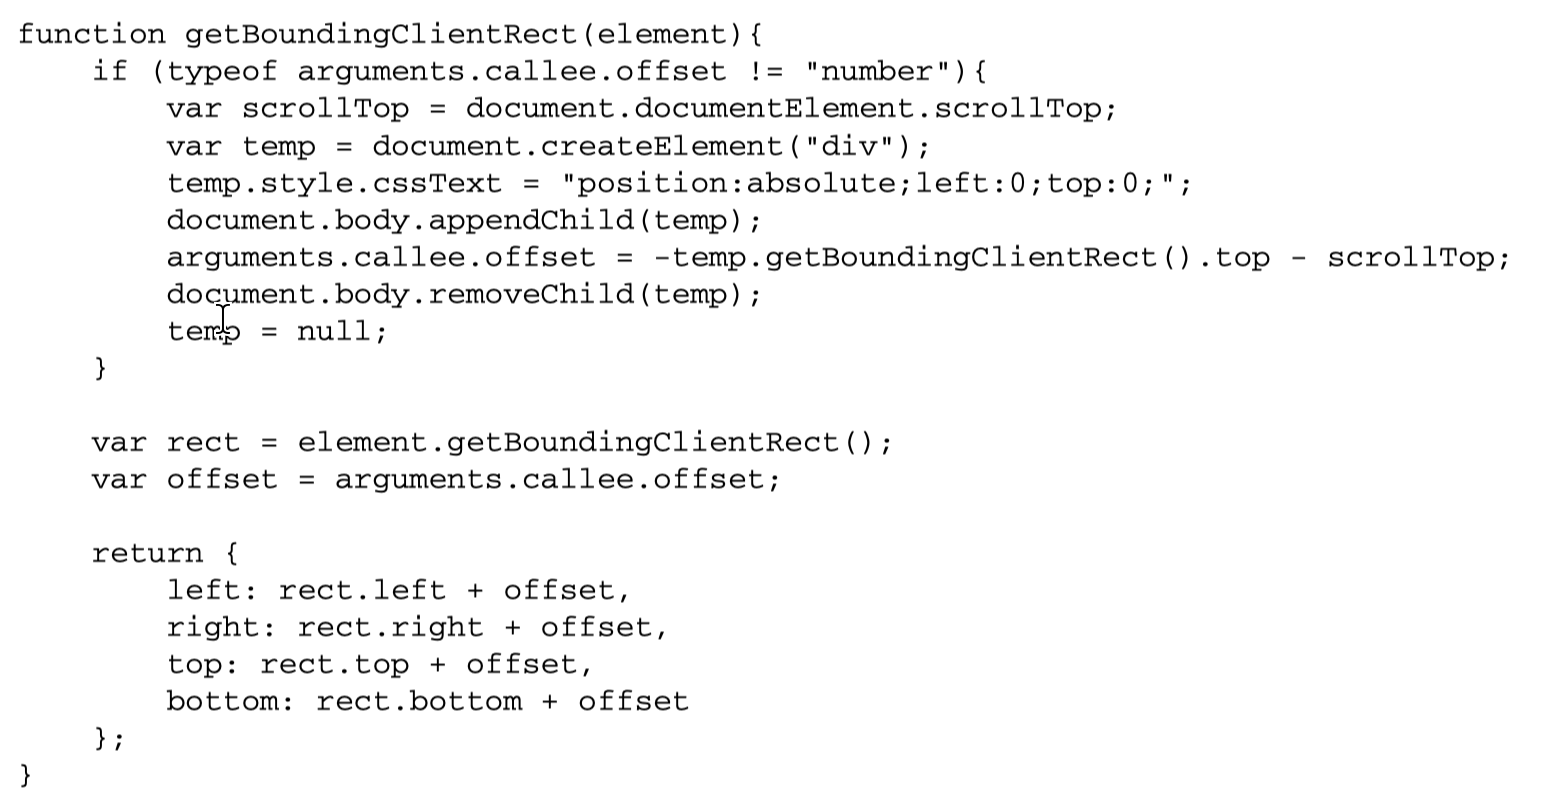 function getBoundingClientRect(element){
if (typeof arguments.callee.offset != "number"){
var scrollTop = document.documentElement.scrollTop;
var temp = document.createElement("div");
temp.style.cssText = "position:absolute;left:0;top:0;";
document.body.appendChild(temp);
arguments.callee.offset = -temp.getBoundingClientRect().top - scrollTop;
document.body.removeChild(temp);
temp = null;
}
var rect = element.getBoundingClientRect();
var offset = arguments.callee.offset;
return {
left: rect.left + offset,
right: rect.right + offset,
top: rect.top + offset,
bottom: rect.bottom + offset
};
}